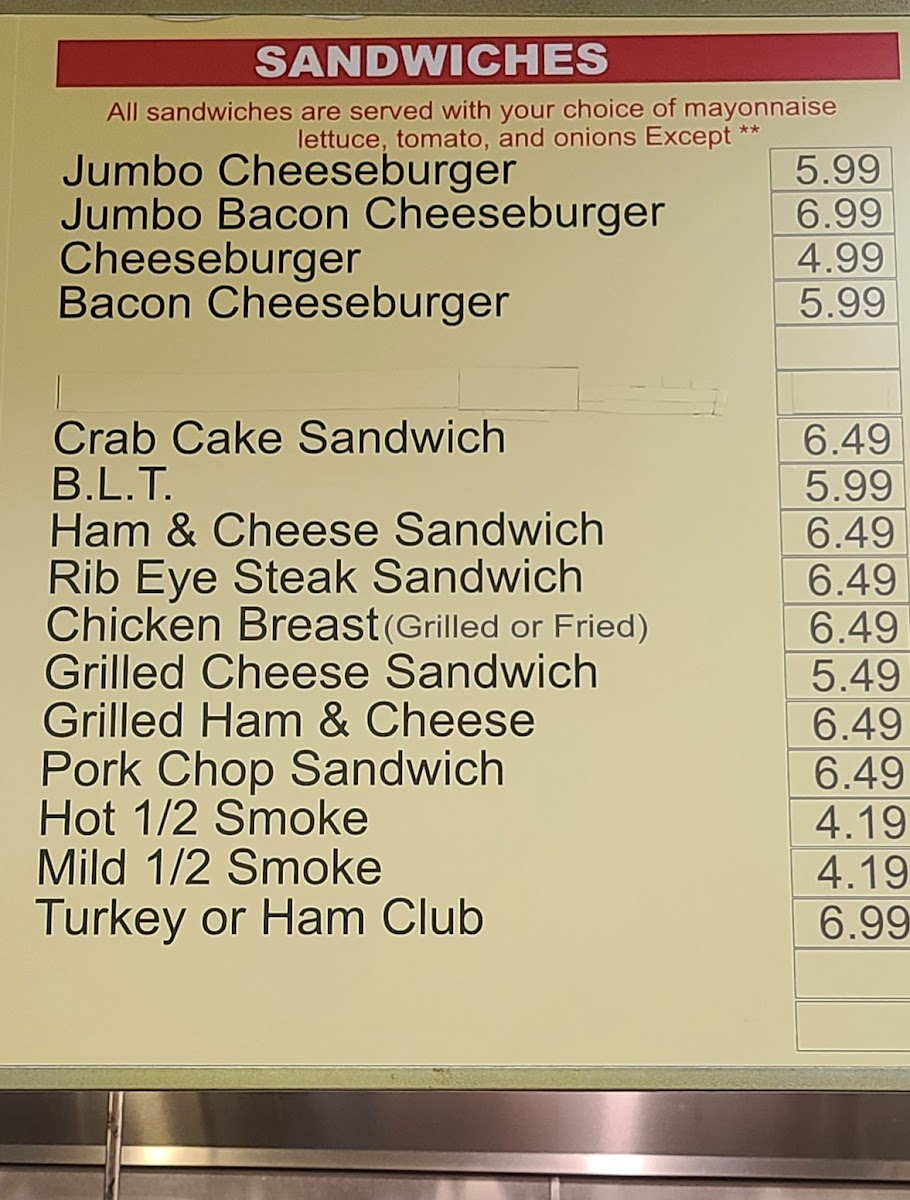 SANDWICHES
All sandwiches are served with your choice of mayonnaise
lettuce, tomato, and onions Except **
Jumbo Cheeseburger 5.99
Jumbo Bacon Cheeseburger 6.99
Cheeseburger 4.99
Bacon Cheeseburger 5.99
Crab Cake Sandwich 6.49
B.L.T. 5.99
Ham & Cheese Sandwich 6.49
Rib Eye Steak Sandwich 6.49
Chicken Breast(Grilled or Fried) 6.49
Grilled Cheese Sandwich 5.49
Grilled Ham & Cheese 6.49
Pork Chop Sandwich 6.49
Hot 1/2 Smoke 4.19
Mild 1/2 Smoke 4.19
Turkey or Ham Club 6.99